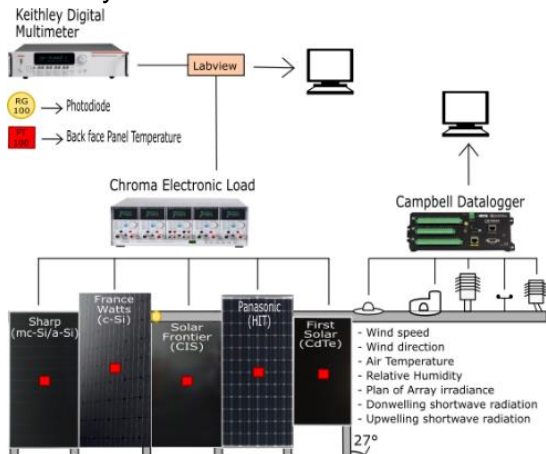 Keithley Digital
Multimeter
Labview
RG
100
Photodiode
PT
100
Back face Panel Temperature
Chroma Electronic Load
Campbell Datalogger
Sharp
(mc-Si/a-Si)
France
Watts
(c-Si)
Solar
Frontier
(CIS)
Panasonic
(HIT)
First
Solar
(CdTe)
- Wind speed
- Wind direction
- Air Temperature
- Relative Humidity
- Plan of Array irradiance
- Donwelling shortwave radiation
- Upwelling shortwave radiation
27°